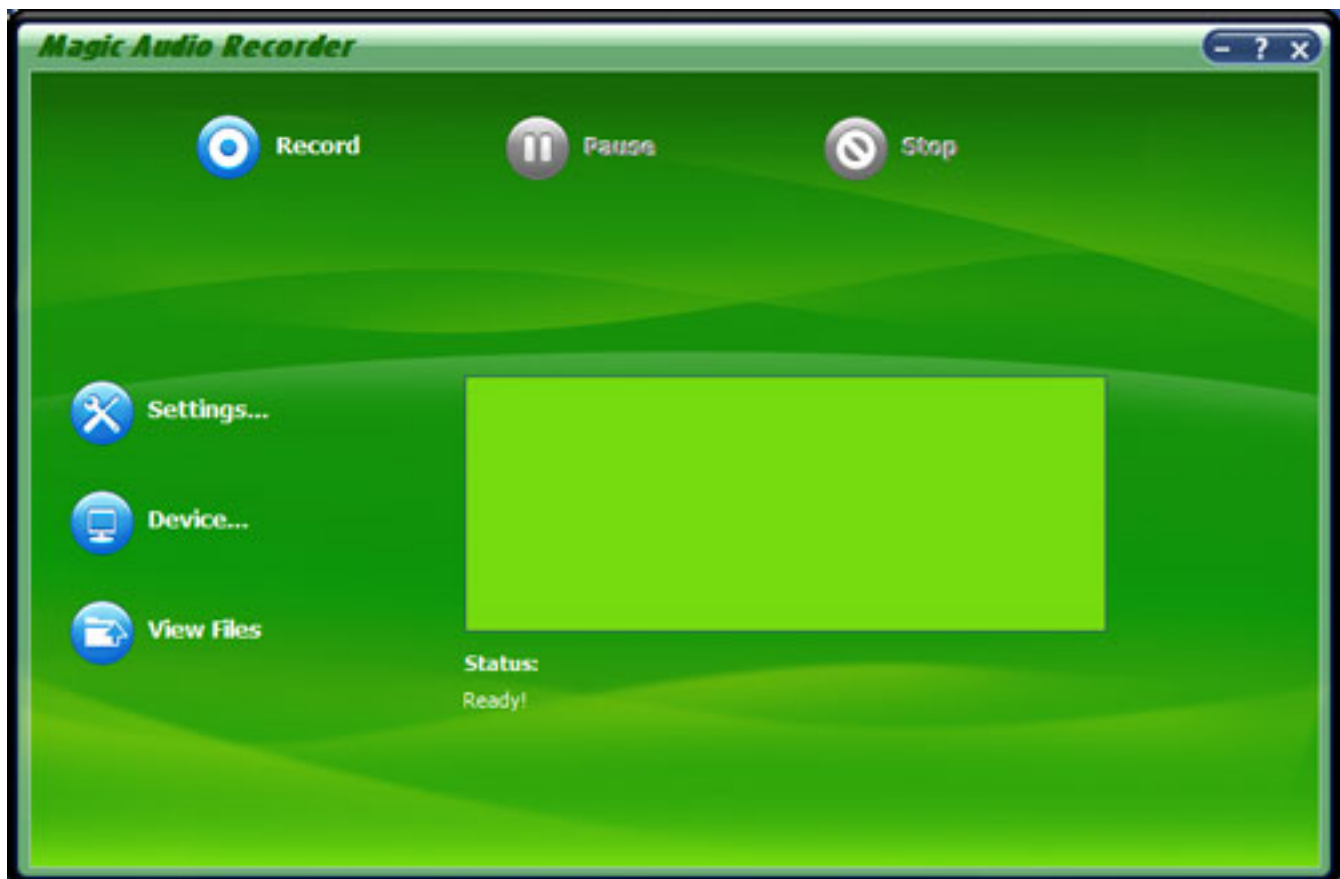 Magic Audio Recorder
- ? x
Record
Pause
Stop
Settings...
Device...
View Files
Status:
Ready!